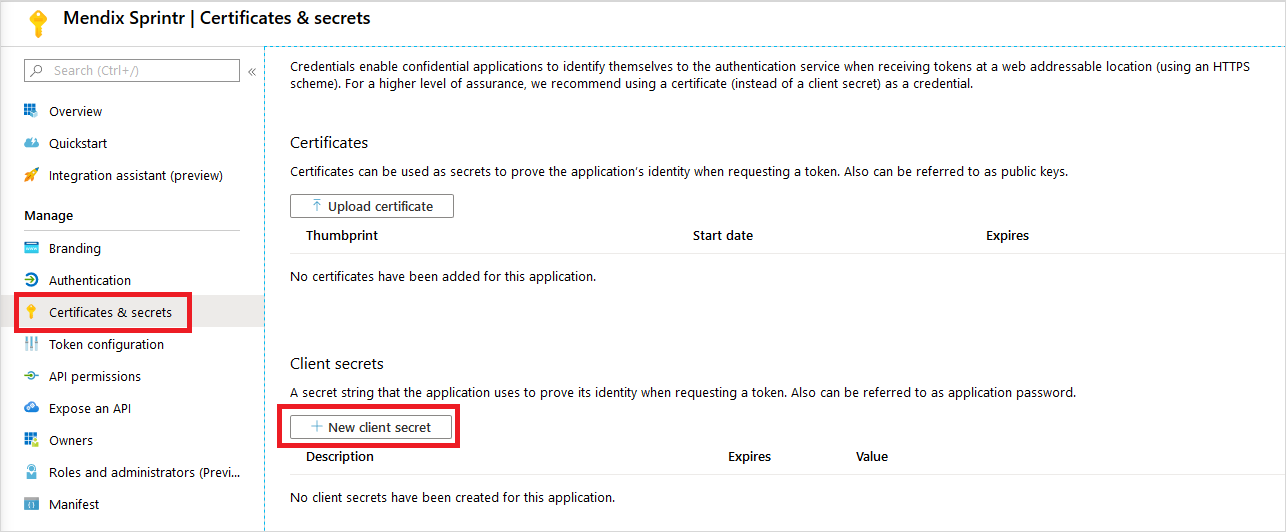 Mendix Sprintr | Certificates & secrets
Search (Ctrl+/)
«
Overview
Quickstart
Integration assistant (preview)
Manage
Branding
Authentication
Certificates & secrets
Token configuration
API permissions
Expose an API
Owners
Roles and administrators (Previ...
Manifest
Credentials enable confidential applications to identify themselves to the authentication service when receiving tokens at a web addressable location (using an HTTPS
scheme). For a higher level of assurance, we recommend using a certificate (instead of a client secret) as a credential.
Certificates
Certificates can be used as secrets to prove the application's identity when requesting a token. Also can be referred to as public keys.
Upload certificate
Thumbprint Start date Expires
No certificates have been added for this application.
Client secrets
A secret string that the application uses to prove its identity when requesting a token. Also can be referred to as application password.
New client secret
Description Expires Value
No client secrets have been created for this application.